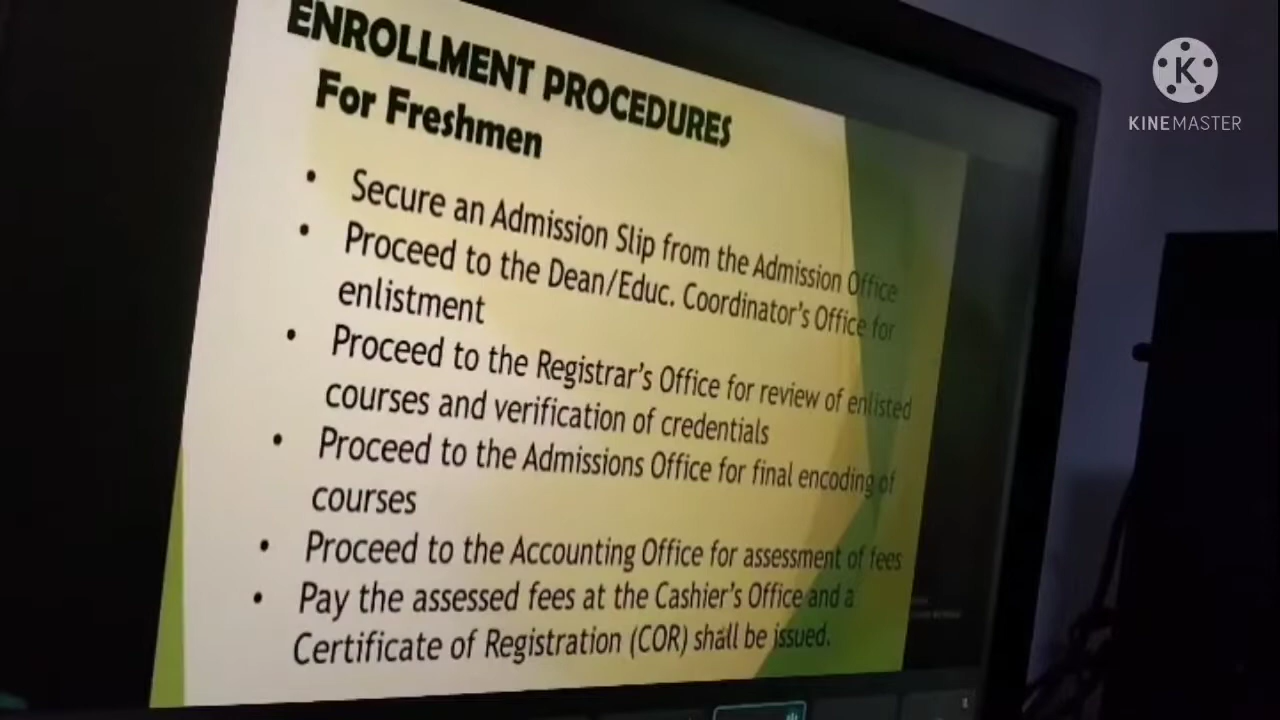 ENROLLMENT PROCEDURES
For Freshmen
• Secure an Admission Slip from the Admission Office
• Proceed to the Dean/Educ. Coordinator's Office for
enlistment
• Proceed to the Registrar's Office for review of enlisted
courses and verification of credentials
• Proceed to the Admissions Office for final encoding of
courses
• Proceed to the Accounting Office for assessment of fees
• Pay the assessed fees at the Cashier's Office and a
Certificate of Registration (COR) shall be issued.
K
KINEMASTER